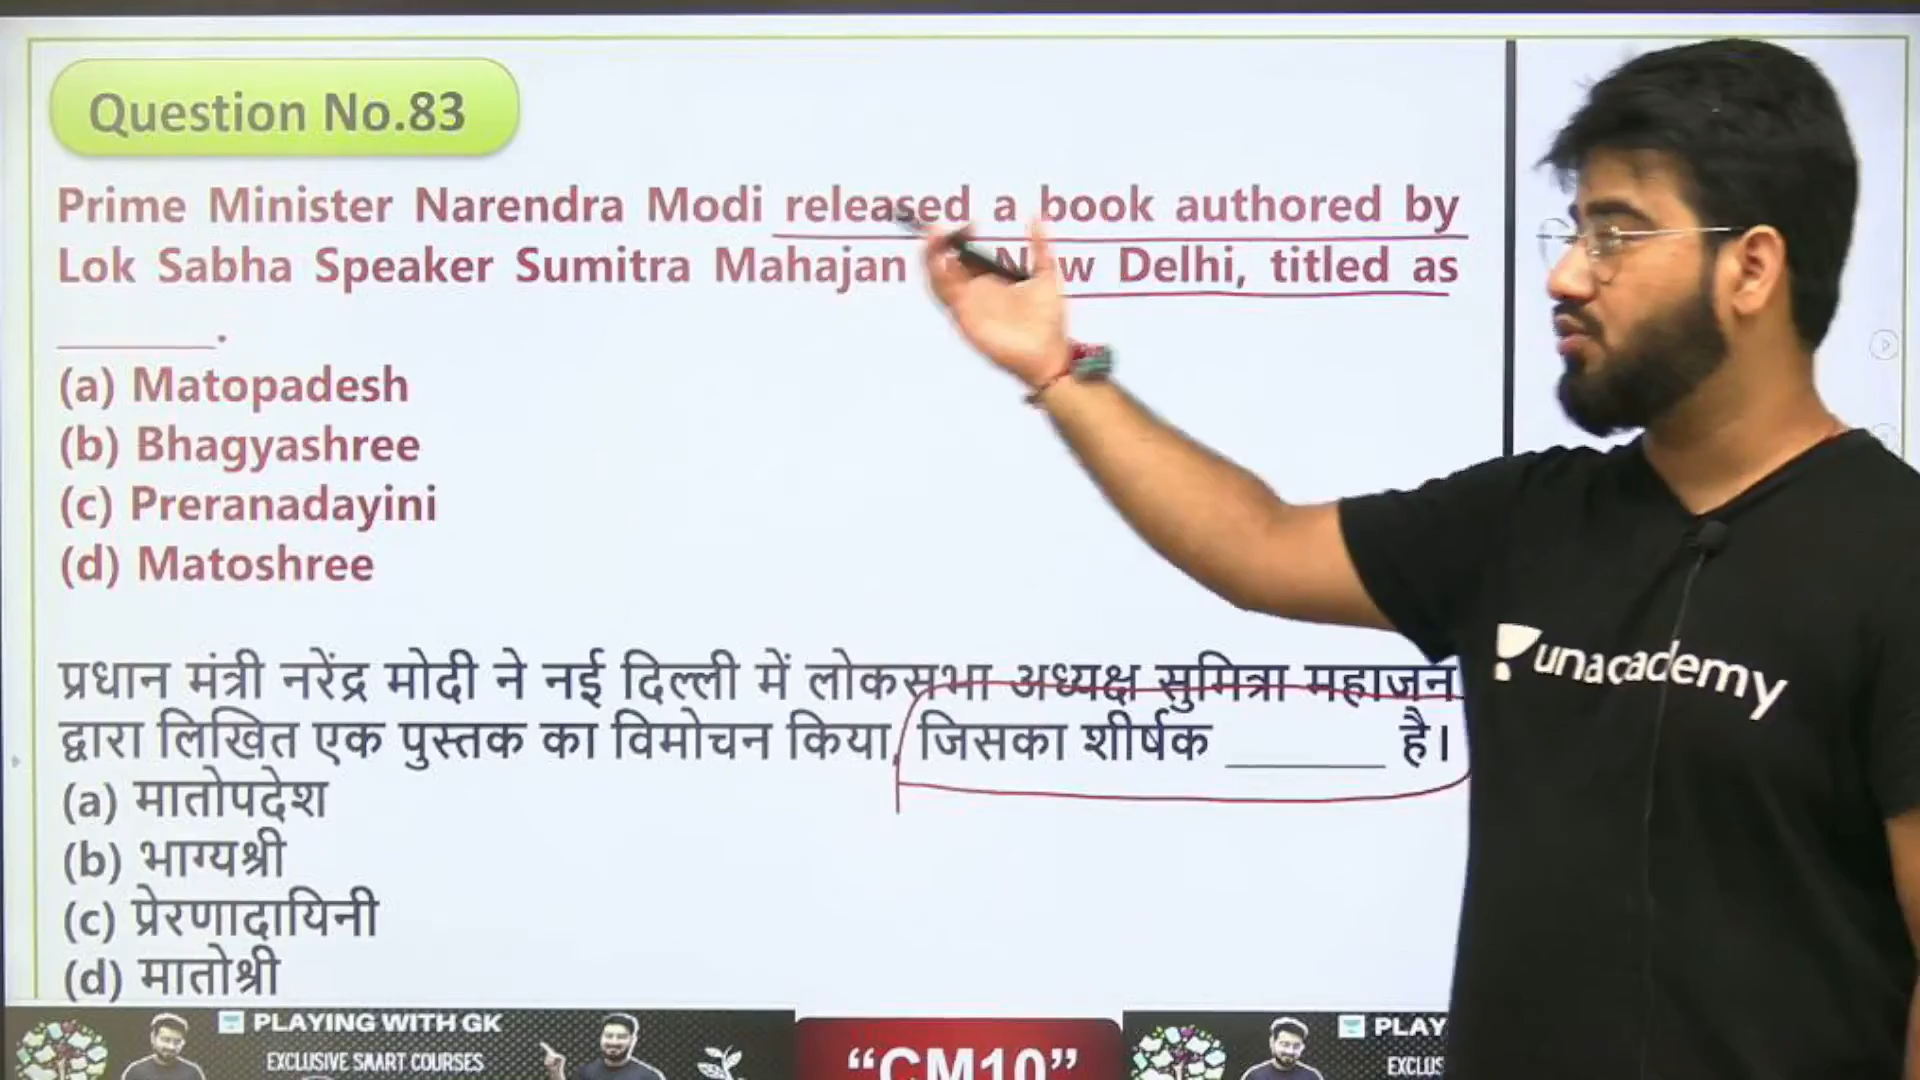 Question No.83
Prime Minister Narendra Modi released a book authored by
Lok Sabha Speaker Sumitra Mahajan New Delhi, titled as
______.
(a) Matopadesh
(b) Bhagyashree
(c) Preranadayini
(d) Matoshree
प्रधान मंत्री नरेंद्र मोदी ने नई दिल्ली में लोकसभा अध्यक्ष सुमित्रा महाजन
द्वारा लिखित एक पुस्तक का विमोचन किया, जिसका शीर्षक ______ है।
(a) मातोपदेश
(b) भाग्यश्री
(c) प्रेरणादायिनी
(d) मातोश्री
unacademy
PLAYING WITH GK
EXCLUSIVE SAART COURSES
“CM10”
PLAY
EXCLUS